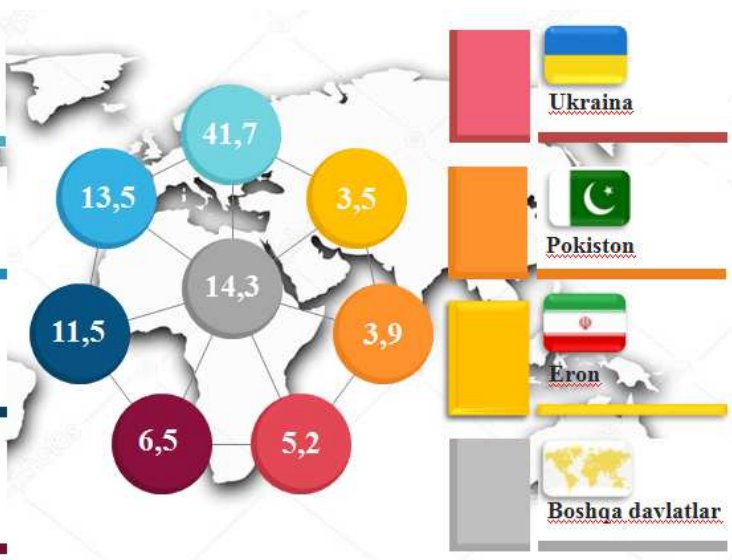 41,7
13,5
3,5
14,3
11,5
3,9
6,5
5,2
Ukraina
Pokiston
Eron
Boshqa davlatlar